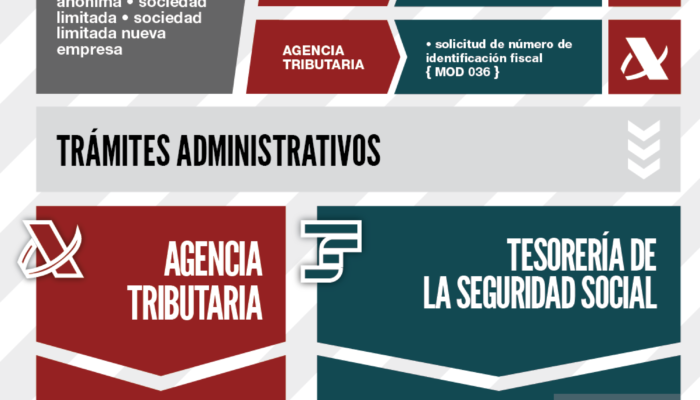 anónima • sociedad
limitada • sociedad
limitada nueva
empresa
AGENCIA
TRIBUTARIA
• solicitud de número de
identificación fiscal
{ MOD 036 }
TRÁMITES ADMINISTRATIVOS
AGENCIA
TRIBUTARIA
TESORERÍA DE
LA SEGURIDAD SOCIAL